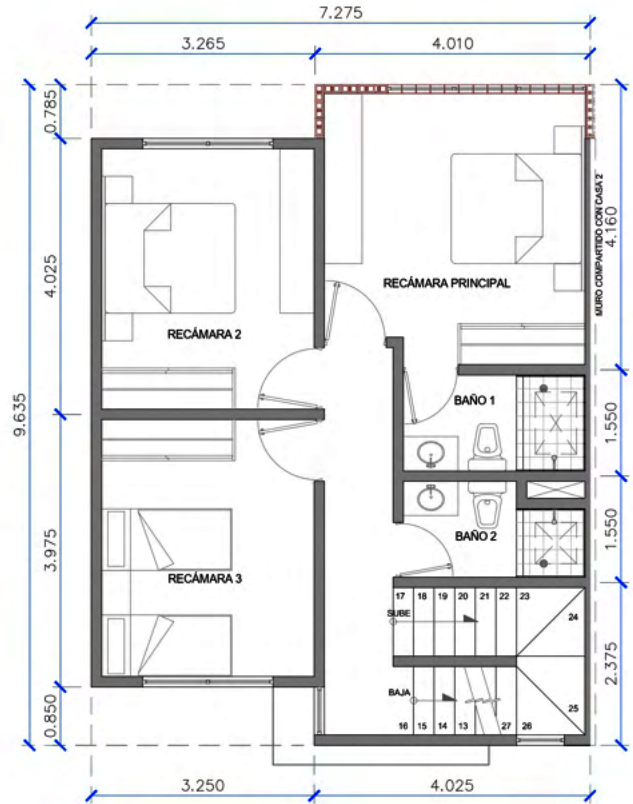 7.275
3.265
4.010
0.785
4.025
9.635
3.975
0.850
MURO COMPARTIDO CON CASA 2
4.160
1.550
1.550
2.375
RECÁMARA PRINCIPAL
RECÁMARA 2
BAÑO 1
BAÑO 2
RECÁMARA 3
17 18 19 20 21 22 23
SUBE
24
BAJA
25
16 15 14 13 27 26
3.250
4.025